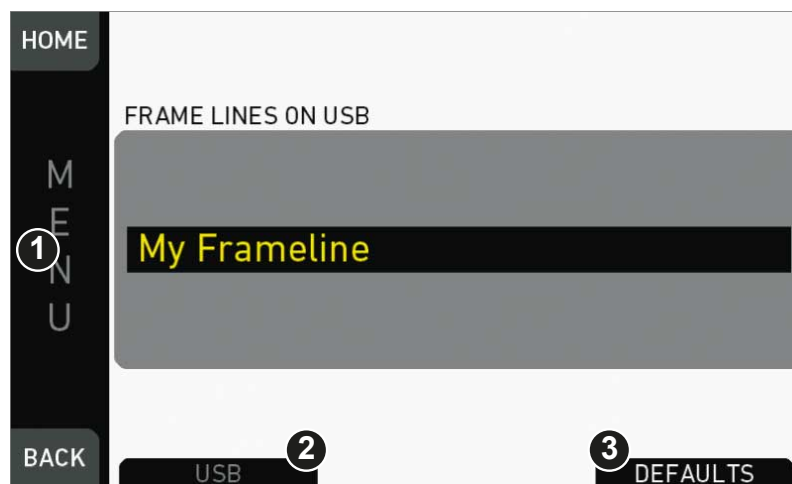 HOME
FRAME LINES ON USB
M
E
N
U
1
My Frameline
BACK
2
USB
3
DEFAULTS